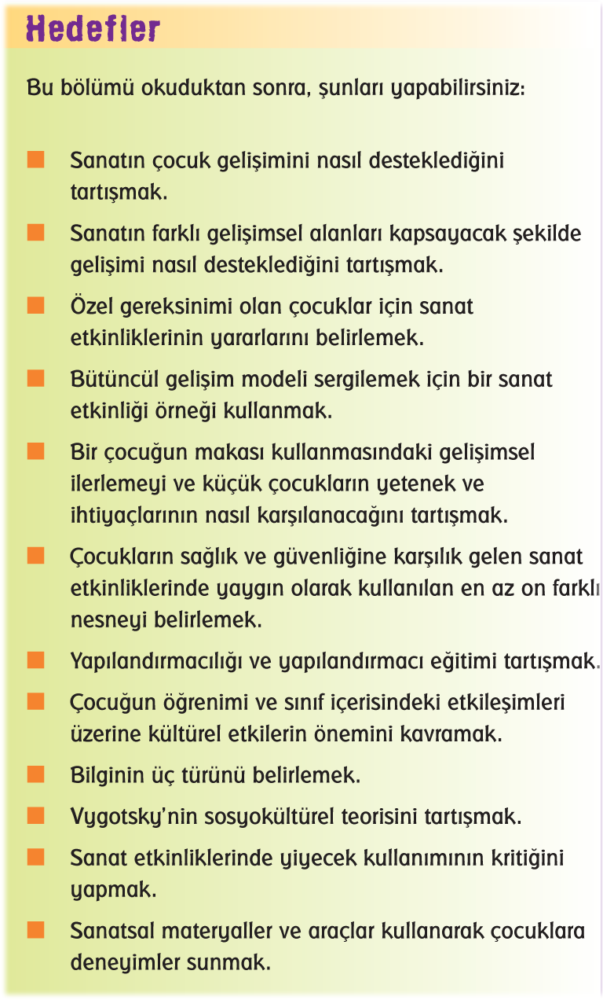 Hedefler
Bu bölümü okuduktan sonra, şunları yapabilirsiniz:
■ Sanatın çocuk gelişimini nasıl desteklediğini
tartışmak.
■ Sanatın farklı gelişimsel alanları kapsayacak şekilde
gelişimi nasıl desteklediğini tartışmak.
■ Özel gereksinimi olan çocuklar için sanat
etkinliklerinin yararlarını belirlemek.
■ Bütüncül gelişim modeli sergilemek için bir sanat
etkinliği örneği kullanmak.
■ Bir çocuğun makası kullanmasındaki gelişimsel
ilerlemeyi ve küçük çocukların yetenek ve
ihtiyaçlarının nasıl karşılanacağını tartışmak.
■ Çocukların sağlık ve güvenliğine karşılık gelen sanat
etkinliklerinde yaygın olarak kullanılan en az on farklı
nesneyi belirlemek.
■ Yapılandırmacılığı ve yapılandırmacı eğitimi tartışmak.
■ Çocuğun öğrenimi ve sınıf içerisindeki etkileşimleri
üzerine kültürel etkilerin önemini kavramak.
■ Bilginin üç türünü belirlemek.
■ Vygotsky’nin sosyokültürel teorisini tartışmak.
■ Sanat etkinliklerinde yiyecek kullanımının kritiğini
yapmak.
■ Sanatsal materyaller ve araçlar kullanarak çocuklara
deneyimler sunmak.